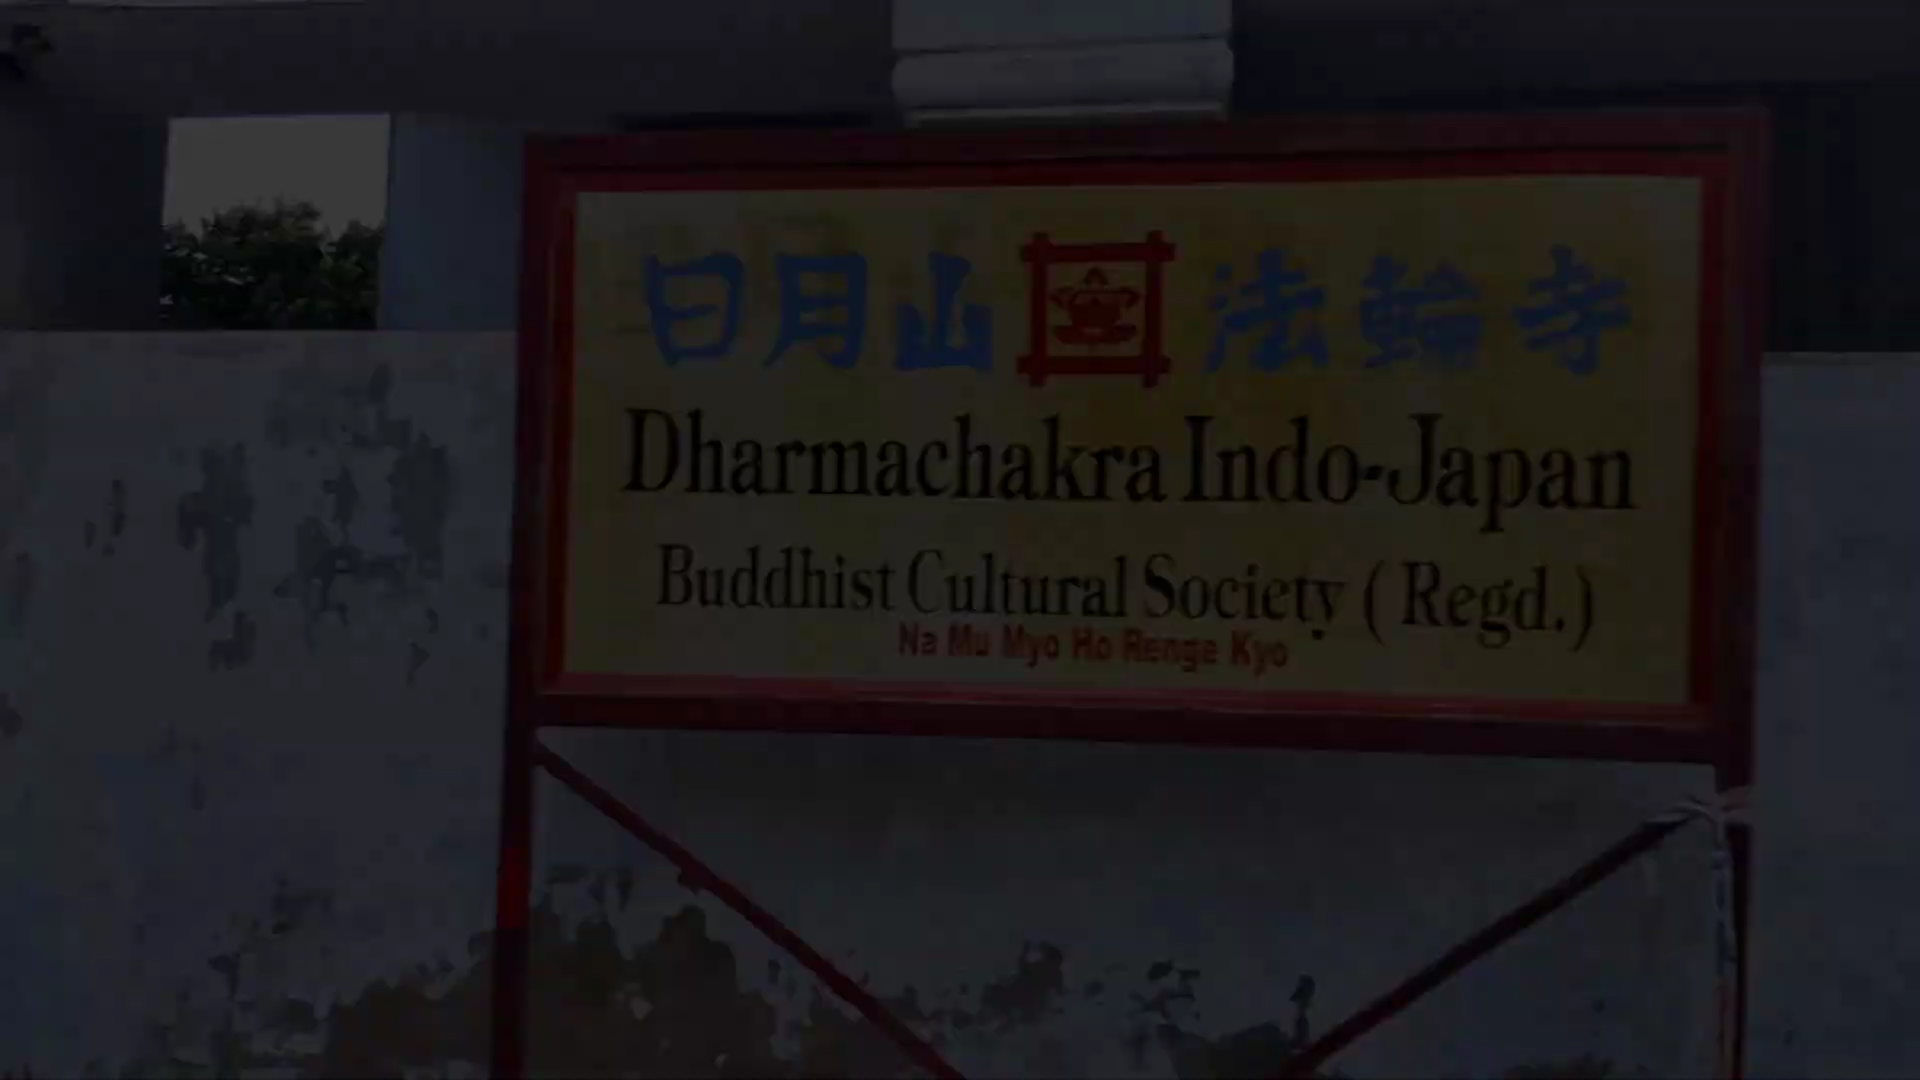 日月山 法輪寺
Dharmachakra Indo-Japan
Buddhist Cultural Society ( Regd.)
Na Mu Myo Ho Renge Kyo